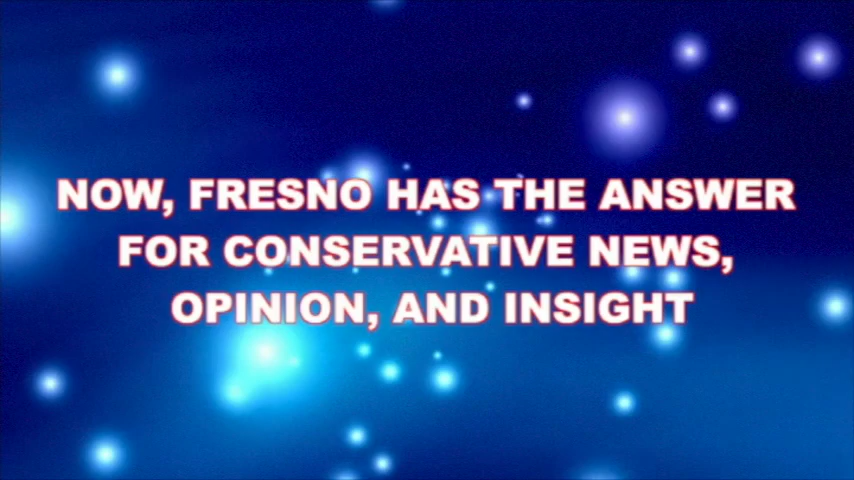 NOW, FRESNO HAS THE ANSWER
FOR CONSERVATIVE NEWS,
OPINION, AND INSIGHT